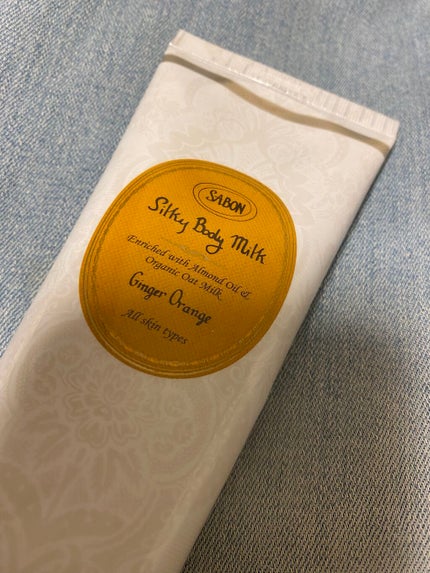 SABON
Silky Body Milk
Enriched with Almond Oil &
Organic Oat Milk
Ginger Orange
All skin types